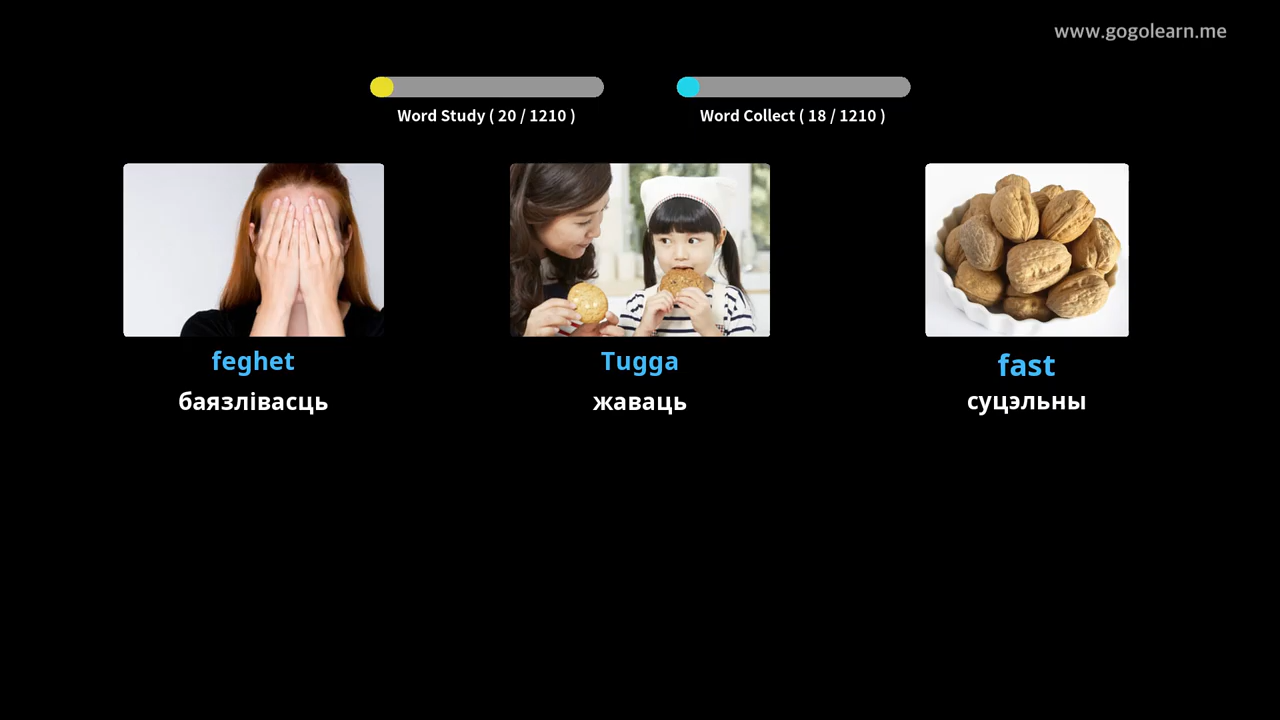 www.gogolearn.me
Word Study ( 20 / 1210 )
Word Collect ( 18 / 1210 )
feghet
баязлівасць
Tugga
жаваць
fast
суцэльны